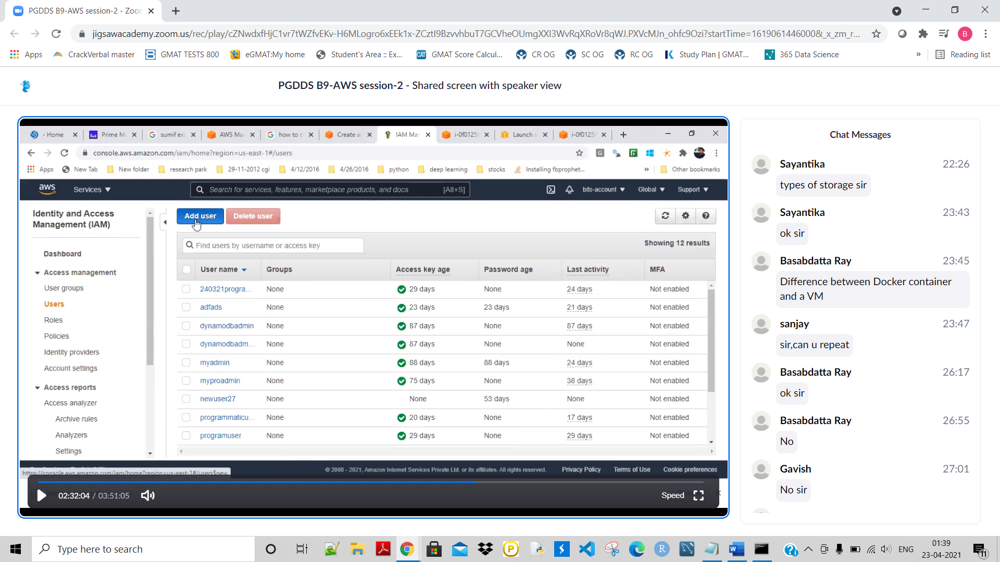 PGDDS B9-AWS session-2 - Zoom
jigsawacademy.zoom.us/rec/play/cZNwdxfHjC1vr7tWZfvEKv-H6MLogro6xEEk1x-ZCztI9BzvvhbuT7GCVheOUmgXXI3WvRqXRoVr8qWJ.PXVcMJn_ohfc9Ozi?startTime=1619061446000&_x_zm_r...
B
Apps CrackVerbal master GMAT TESTS 800 eGMAT:My home Student's Area :: Ex... GMAT Score Calcul... CR OG SC OG RC OG Study Plan | GMAT... 365 Data Science » Reading list
PGDDS B9-AWS session-2 - Shared screen with speaker view
- Home Prime Mu sumif exc AWS Man how to c Create a IAM Man i-0f0125 Launch in i-0f0125
console.aws.amazon.com/iam/home?region=us-east-1#/users
Apps New Tab New folder research park 29-11-2012 cgi 4/12/2016 4/26/2016 python deep learning stocks Installing fbprophet... » Other bookmarks
aws Services Search for services, features, marketplace products, and docs [Alt+S] bits-account Global Support
Identity and Access
Management (IAM)
Dashboard
Access management
User groups
Users
Roles
Policies
Identity providers
Account settings
Access reports
Access analyzer
Archive rules
Analyzers
Settings
Add user Delete user
Find users by username or access key Showing 12 results
User name Groups Access key age Password age Last activity MFA
240321progra... None 29 days None 24 days Not enabled
adfads None 23 days 23 days 21 days Not enabled
dynamodbadmin None 87 days None 87 days Not enabled
dynamodbadm... None 87 days None None Not enabled
myadmin None 88 days 88 days 24 days Not enabled
myproadmin None 75 days None 38 days Not enabled
newuser27 None None 53 days None Not enabled
programmaticu... None 20 days None 17 days Not enabled
programuser None 29 days None 29 days Not enabled
https://console.aws.amazon.com/iam/home?region=us-east-1#/users$new
© 2008 - 2021, Amazon Internet Services Private Ltd. or its affiliates. All rights reserved. Privacy Policy Terms of Use Cookie preferences
02:32:04 / 03:51:05 Speed
Chat Messages
Sayantika 22:26
types of storage sir
Sayantika 23:43
ok sir
Basabdatta Ray 23:45
Difference between Docker container
and a VM
sanjay 23:47
sir,can u repeat
Basabdatta Ray 26:17
ok sir
Basabdatta Ray 26:55
No
Gavish 27:01
No sir
Type here to search
ENG
01:39
23-04-2021
11